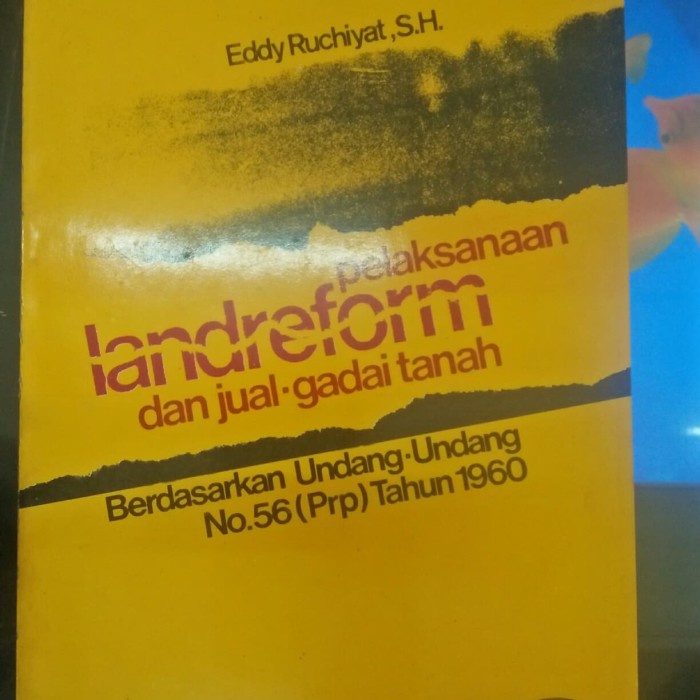 Eddy Ruchiyat, S.H.
pelaksanaan
landreform
dan jual-gadai tanah
Berdasarkan Undang-Undang
No.56 (Prp) Tahun 1960